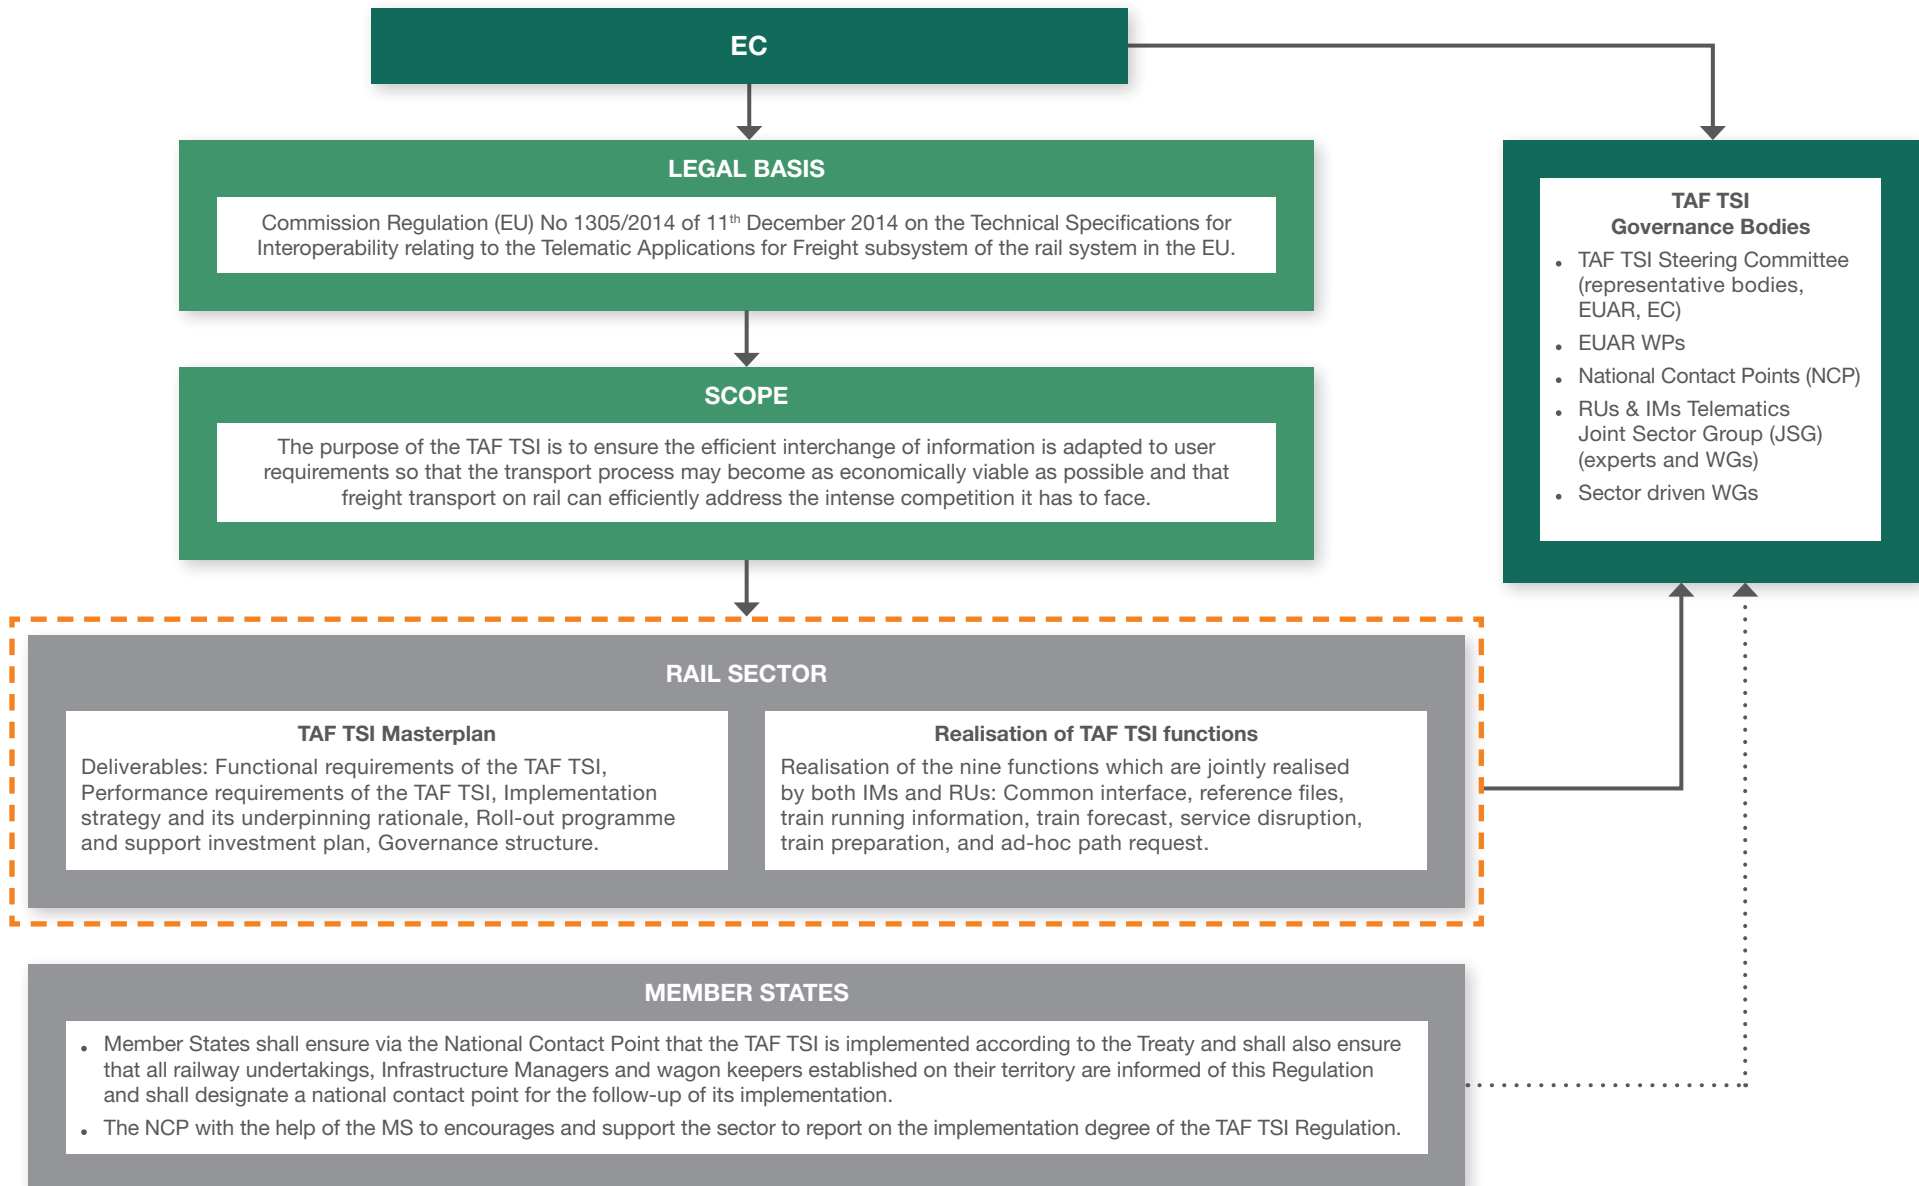 EC
LEGAL BASIS
Commission Regulation (EU) No 1305/2014 of 11th December 2014 on the Technical Specifications for
Interoperability relating to the Telematic Applications for Freight subsystem of the rail system in the EU.
SCOPE
The purpose of the TAF TSI is to ensure the efficient interchange of information is adapted to user
requirements so that the transport process may become as economically viable as possible and that
freight transport on rail can efficiently address the intense competition it has to face.
TAF TSI
Governance Bodies
• TAF TSI Steering Committee
(representative bodies,
EUAR, EC)
• EUAR WPs
• National Contact Points (NCP)
• RUs & IMs Telematics
Joint Sector Group (JSG)
(experts and WGs)
• Sector driven WGs
RAIL SECTOR
TAF TSI Masterplan
Deliverables: Functional requirements of the TAF TSI,
Performance requirements of the TAF TSI, Implementation
strategy and its underpinning rationale, Roll-out programme
and support investment plan, Governance structure.
Realisation of TAF TSI functions
Realisation of the nine functions which are jointly realised
by both IMs and RUs: Common interface, reference files,
train running information, train forecast, service disruption,
train preparation, and ad-hoc path request.
MEMBER STATES
• Member States shall ensure via the National Contact Point that the TAF TSI is implemented according to the Treaty and shall also ensure
that all railway undertakings, Infrastructure Managers and wagon keepers established on their territory are informed of this Regulation
and shall designate a national contact point for the follow-up of its implementation.
• The NCP with the help of the MS to encourages and support the sector to report on the implementation degree of the TAF TSI Regulation.